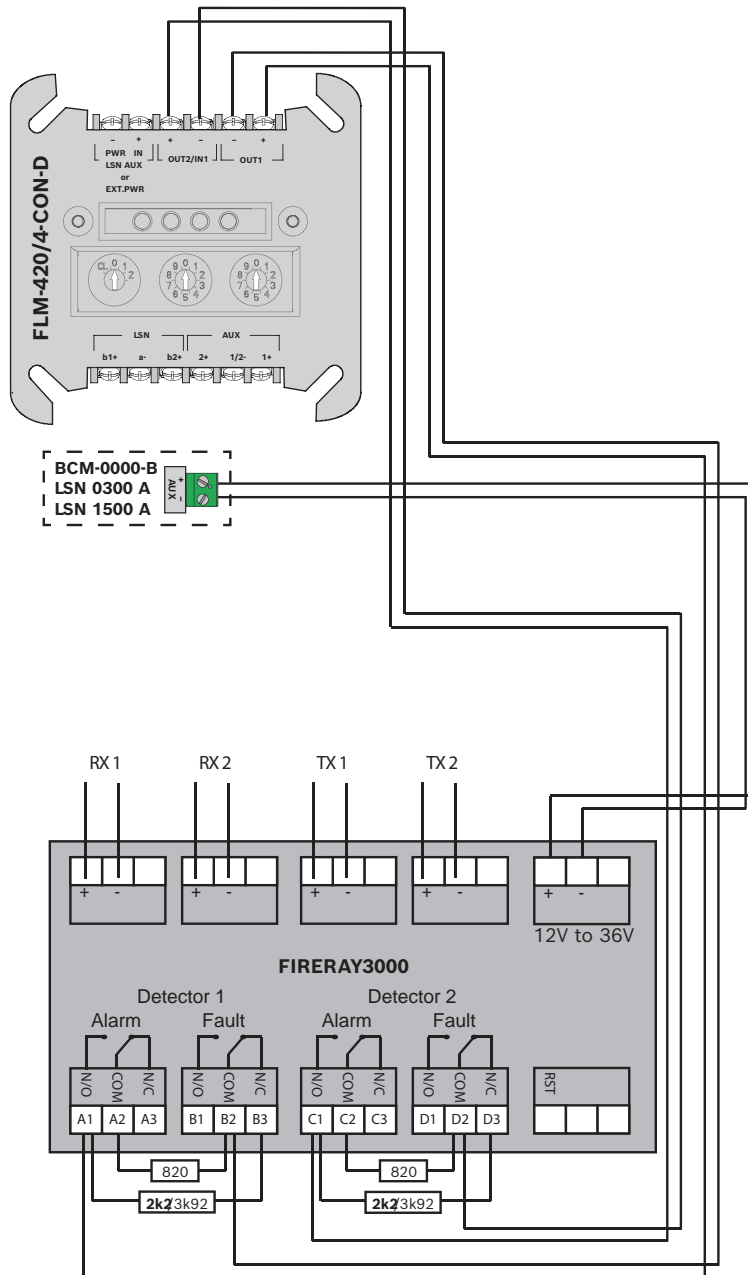 FLM-420/4-CON-D
– + + – – +
PWR IN OUT2/IN1 OUT1
LSN AUX
or
EXT.PWR
CL 0 1 2
9 0 1 2 3 4 5 6 7 8
9 0 1 2 3 4 5 6 7 8
LSN AUX
b1+ a- b2+ 2+ 1/2- 1+
BCM-0000-B
LSN 0300 A
LSN 1500 A
AUX + –
RX 1 RX 2 TX 1 TX 2
+ - + - + - + - + -
12V to 36V
FIRERAY3000
Detector 1 Detector 2
Alarm Fault Alarm Fault
N/O COM N/C N/O COM N/C N/O COM N/C N/O COM N/C RST
A1 A2 A3 B1 B2 B3 C1 C2 C3 D1 D2 D3
820 820
2k2/3k92 2k2/3k92